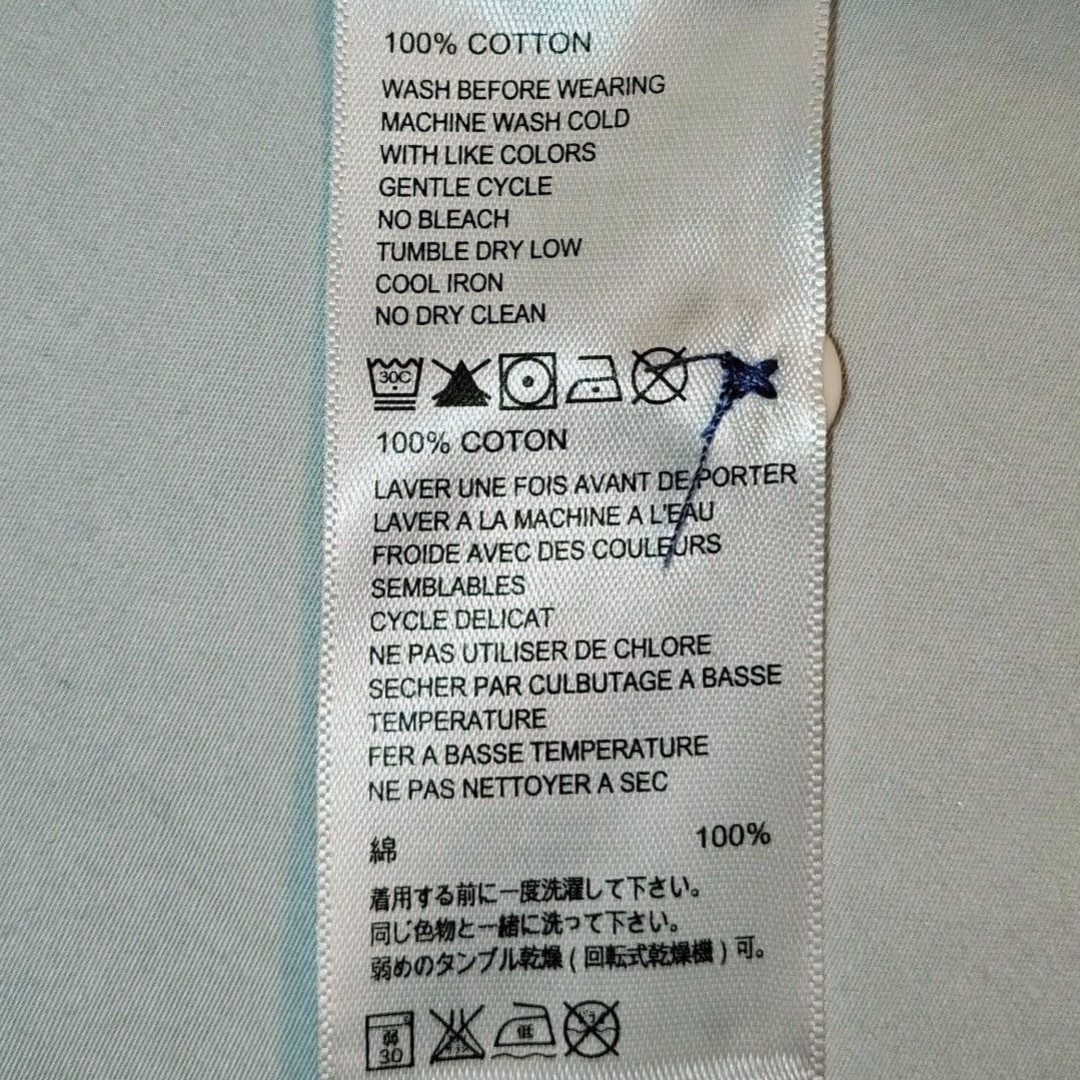 100% COTTON
WASH BEFORE WEARING
MACHINE WASH COLD
WITH LIKE COLORS
GENTLE CYCLE
NO BLEACH
TUMBLE DRY LOW
COOL IRON
NO DRY CLEAN
30C
100% COTON
LAVER UNE FOIS AVANT DE PORTER
LAVER A LA MACHINE A L'EAU
FROIDE AVEC DES COULEURS
SEMBLABLES
CYCLE DELICAT
NE PAS UTILISER DE CHLORE
SECHER PAR CULBUTAGE A BASSE
TEMPERATURE
FER A BASSE TEMPERATURE
NE PAS NETTOYER A SEC
綿 100%
着用する前に一度洗濯して下さい。
同じ色物と一緒に洗って下さい。
弱めのタンブル乾燥(回転式乾燥機)可。
弱 30 低